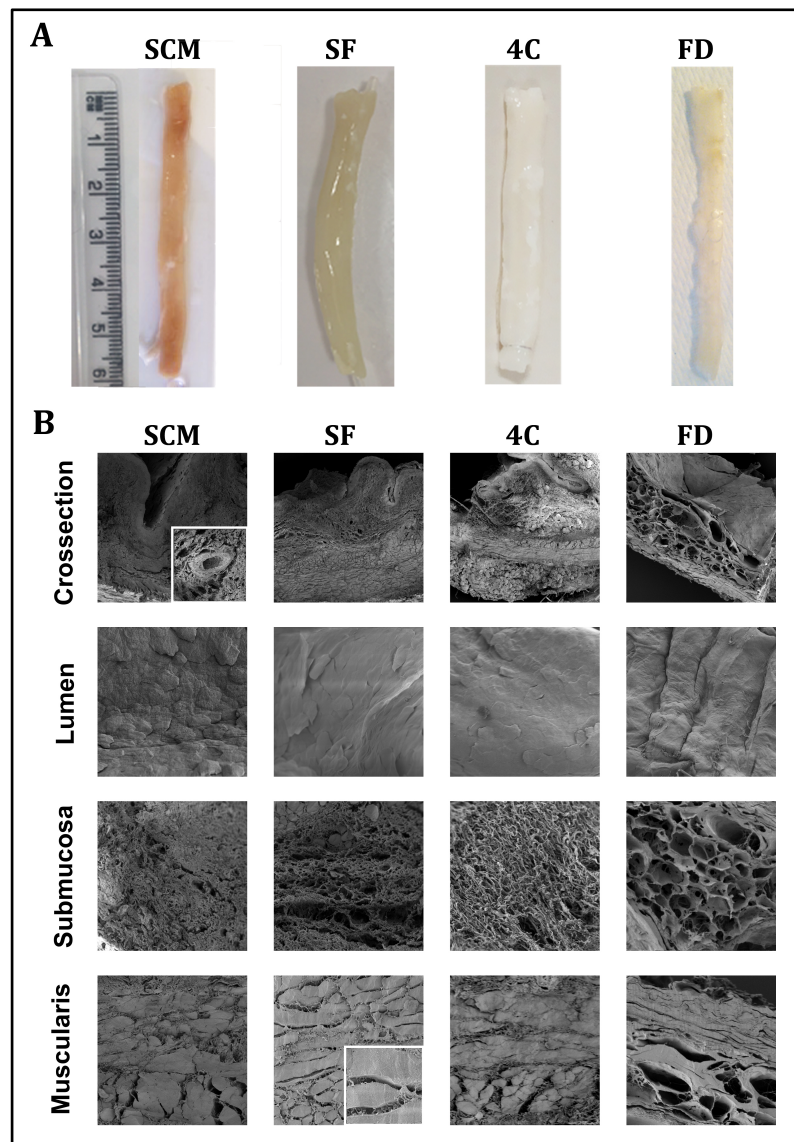 A
SCM SF 4C FD
CM
1
2
3
4
5
6
B
SCM SF 4C FD
Crossection
Lumen
Submucosa
Muscularis